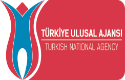 TÜRKİYE ULUSAL AJANSI
TURKISH NATIONAL AGENCY